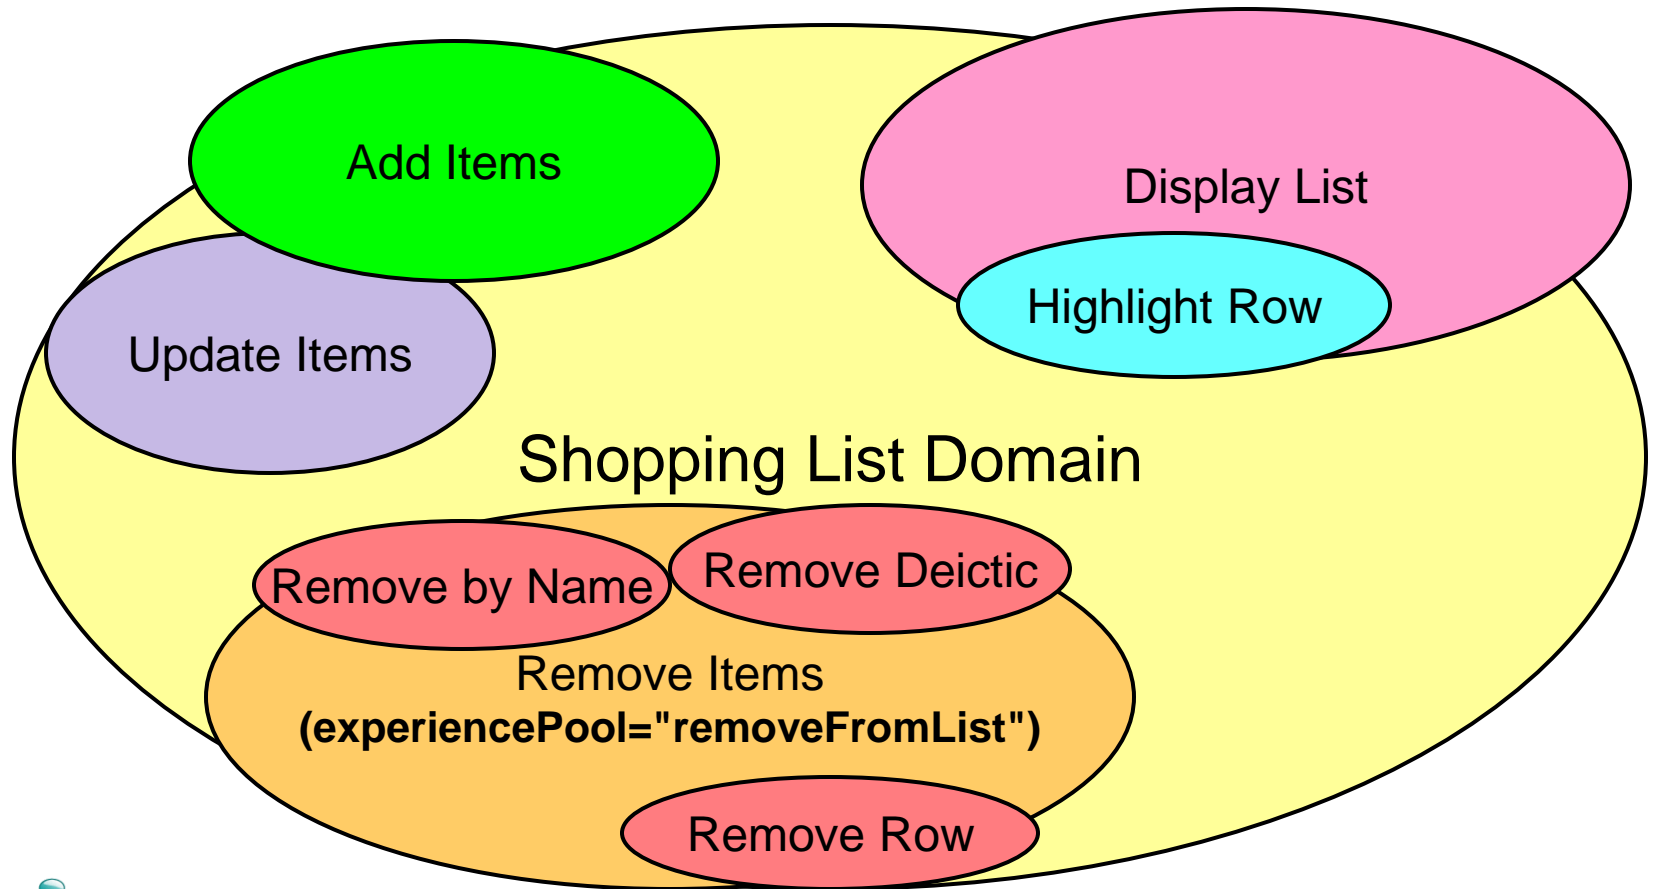 Add Items
Display List
Highlight Row
Update Items
Shopping List Domain
Remove by Name
Remove Deictic
Remove Items
(experiencePool="removeFromList")
Remove Row